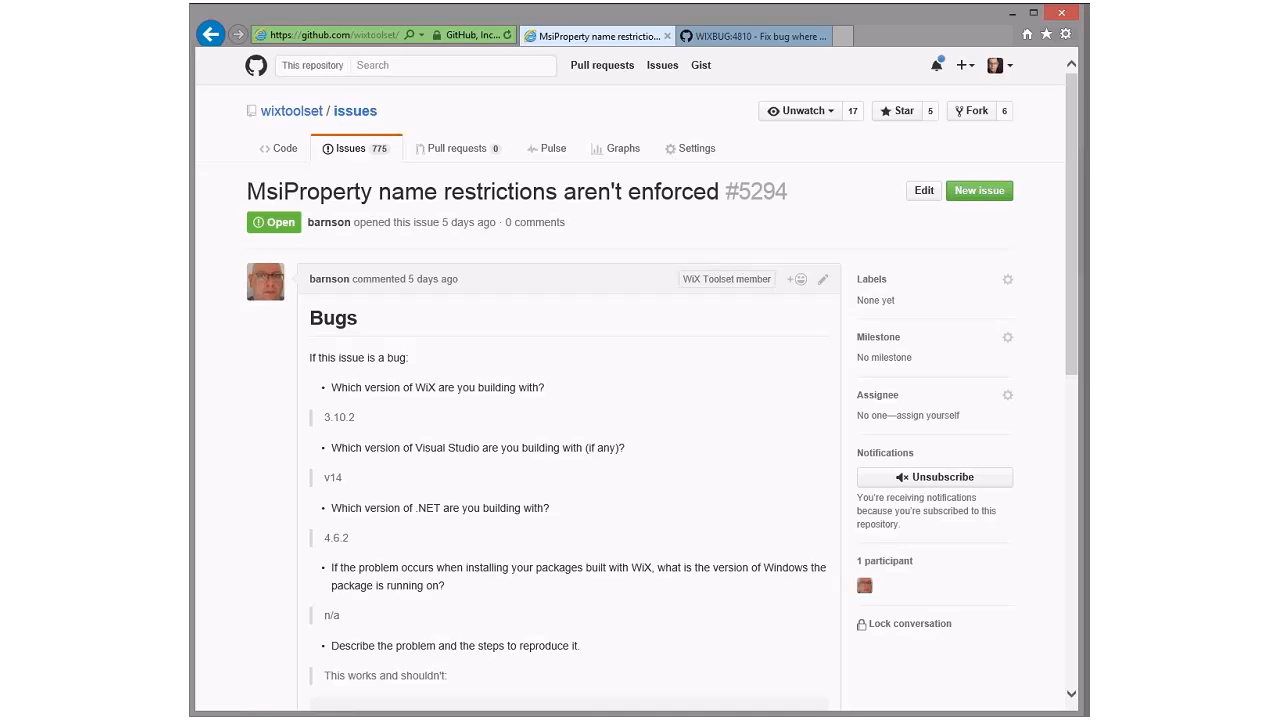 https://github.com/wixtoolset/ GitHub, Inc... MsiProperty name restrictio... WIXBUG:4810 - Fix bug where ...
This repository Search Pull requests Issues Gist
wixtoolset / issues Unwatch 17 Star 5 Fork 6
Code Issues 775 Pull requests 0 Pulse Graphs Settings
MsiProperty name restrictions aren't enforced #5294 Edit New issue
Open barnson opened this issue 5 days ago · 0 comments
barnson commented 5 days ago WiX Toolset member
Bugs
If this issue is a bug:
• Which version of WiX are you building with?
3.10.2
• Which version of Visual Studio are you building with (if any)?
v14
• Which version of .NET are you building with?
4.6.2
• If the problem occurs when installing your packages built with WiX, what is the version of Windows the
package is running on?
n/a
• Describe the problem and the steps to reproduce it.
This works and shouldn't:
Labels
None yet
Milestone
No milestone
Assignee
No one—assign yourself
Notifications
Unsubscribe
You're receiving notifications
because you're subscribed to this
repository.
1 participant
Lock conversation